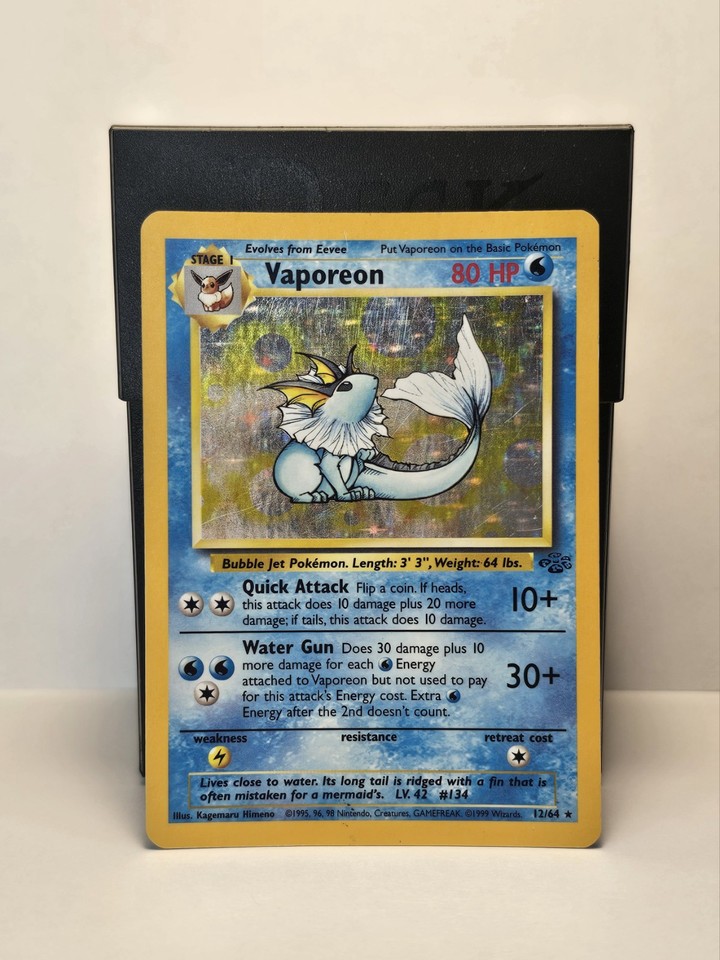 Evolves from Eevee Put Vaporeon on the Basic Pokémon
STAGE 1
Vaporeon 80 HP
Bubble Jet Pokémon. Length: 3' 3", Weight: 64 lbs.
Quick Attack Flip a coin. If heads,
this attack does 10 damage plus 20 more
damage; if tails, this attack does 10 damage.
10+
Water Gun Does 30 damage plus 10
more damage for each Energy
attached to Vaporeon but not used to pay
for this attack's Energy cost. Extra
Energy after the 2nd doesn't count.
30+
weakness resistance retreat cost
Lives close to water. Its long tail is ridged with a fin that is
often mistaken for a mermaid's. LV. 42 #134
Illus. Kagemaru Himeno ©1995, 96, 98 Nintendo, Creatures, GAMEFREAK. ©1999 Wizards. 12/64 ★